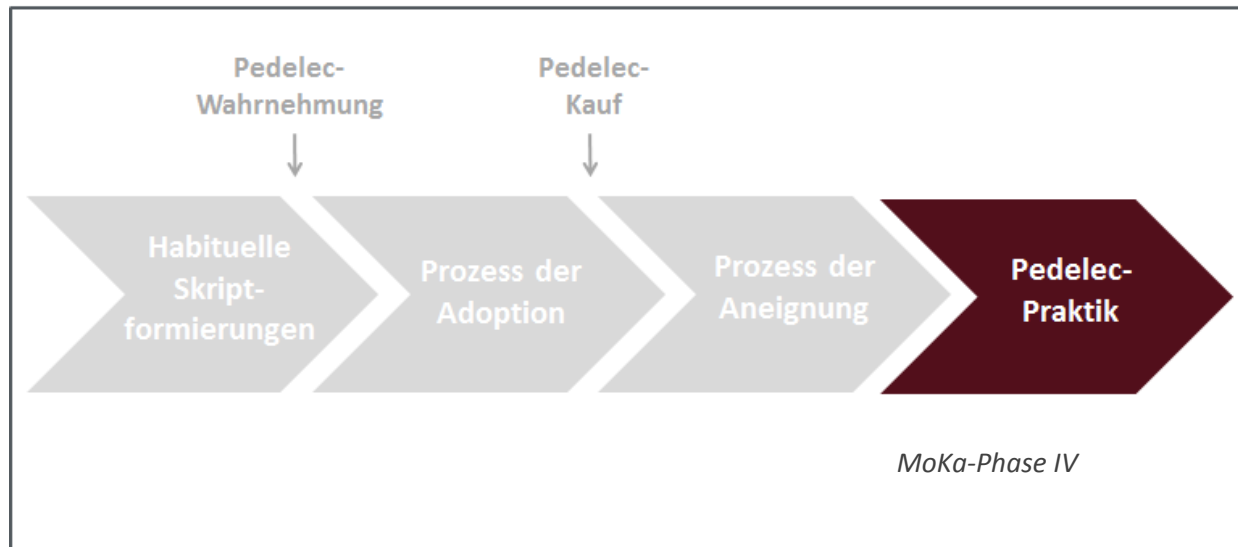 Pedelec-
Wahrnehmung
Pedelec-
Kauf
Habituelle
Skript-
formierungen
Prozess der
Adoption
Prozess der
Aneignung
Pedelec-
Praktik
MoKa-Phase IV